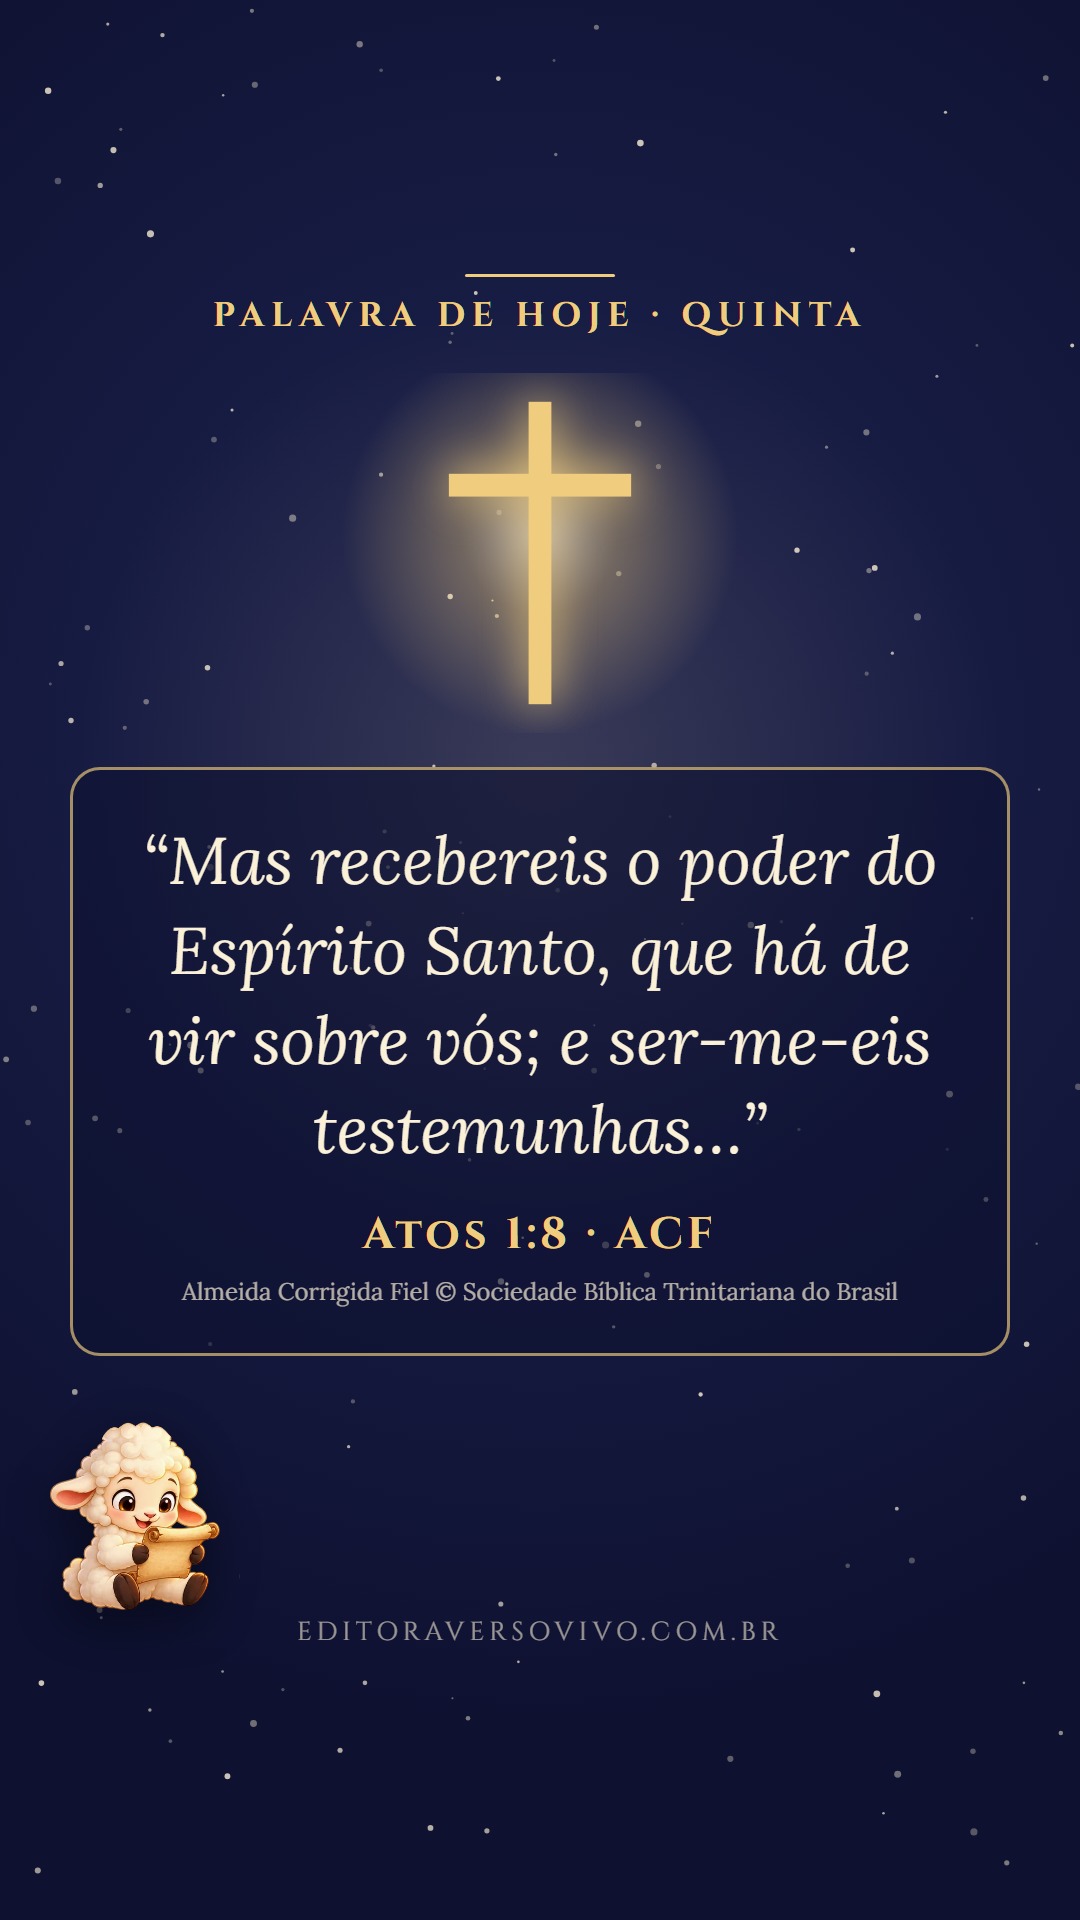 PALAVRA DE HOJE · QUINTA
“Mas recebereis o poder do
Espírito Santo, que há de
vir sobre vós; e ser-me-eis
testemunhas...”
Atos 1:8 · ACF
Almeida Corrigida Fiel © Sociedade Bíblica Trinitariana do Brasil
EDITORAVERSOVIVO.COM.BR